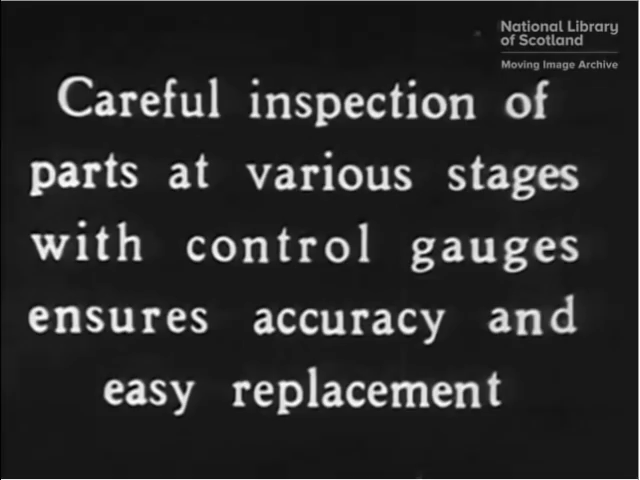 National Library
of Scotland
Moving Image Archive
Careful inspection of
parts at various stages
with control gauges
ensures accuracy and
easy replacement